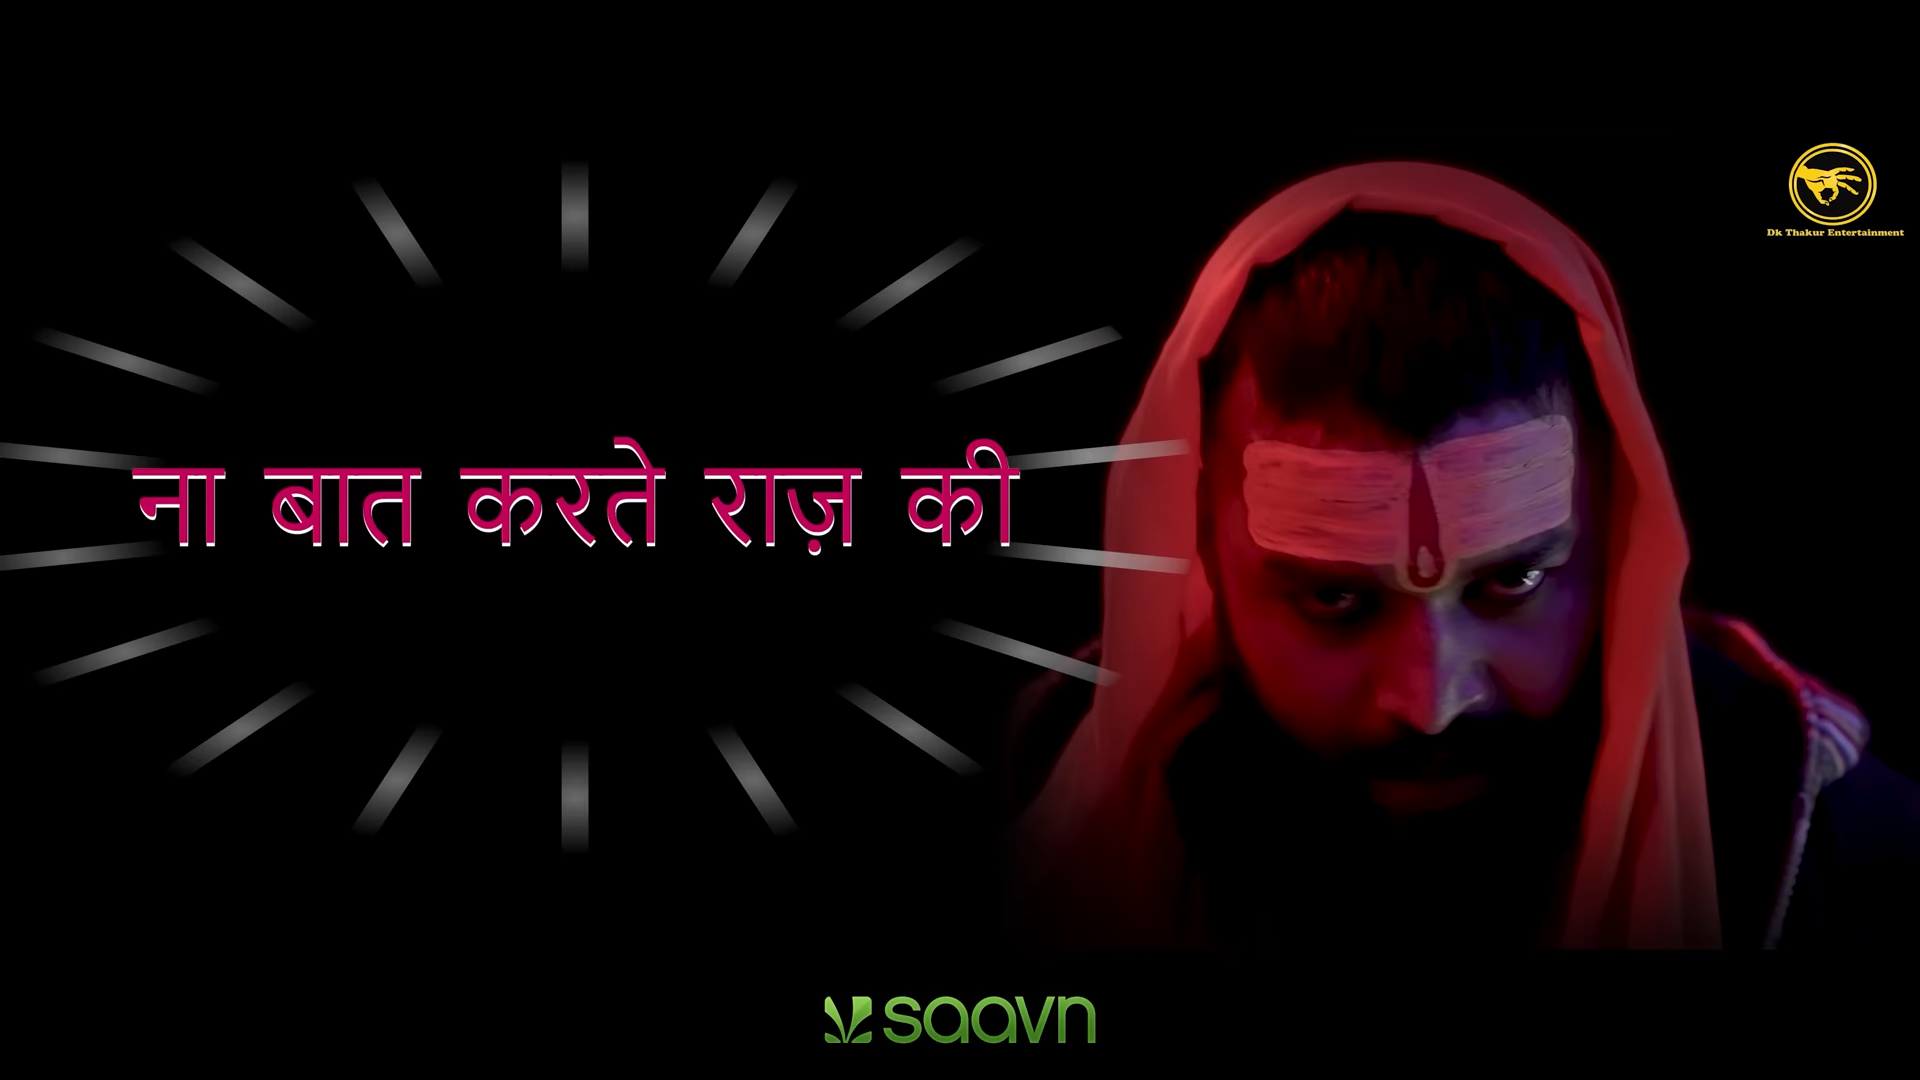 Dk Thakur Entertainment
ना बात करते राज़ की
saavn